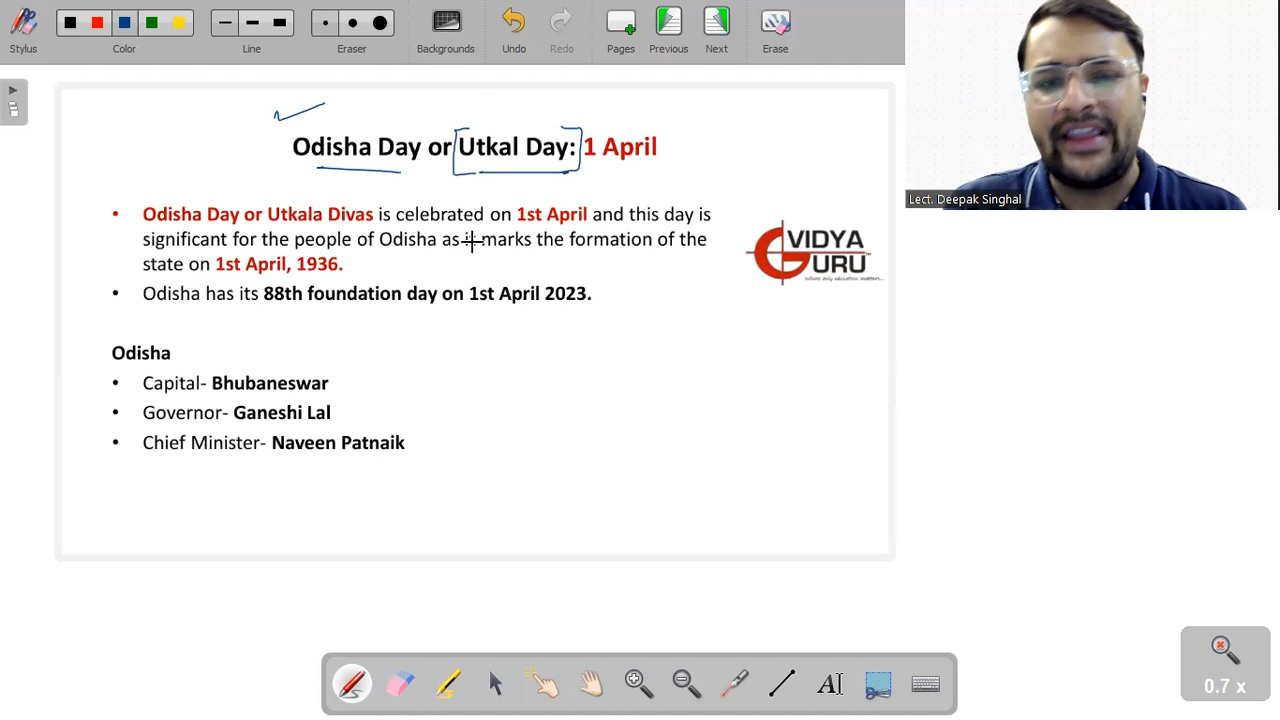 Stylus
Color
Line
Eraser
Backgrounds
Undo
Redo
Pages
Previous
Next
Erase
Odisha Day or Utkal Day: 1 April
• Odisha Day or Utkala Divas is celebrated on 1st April and this day is
significant for the people of Odisha as it marks the formation of the
state on 1st April, 1936.
• Odisha has its 88th foundation day on 1st April 2023.
Odisha
• Capital- Bhubaneswar
• Governor- Ganeshi Lal
• Chief Minister- Naveen Patnaik
VIDYA
GURU
where only education matters...
Lect. Deepak Singhal
0.7 x